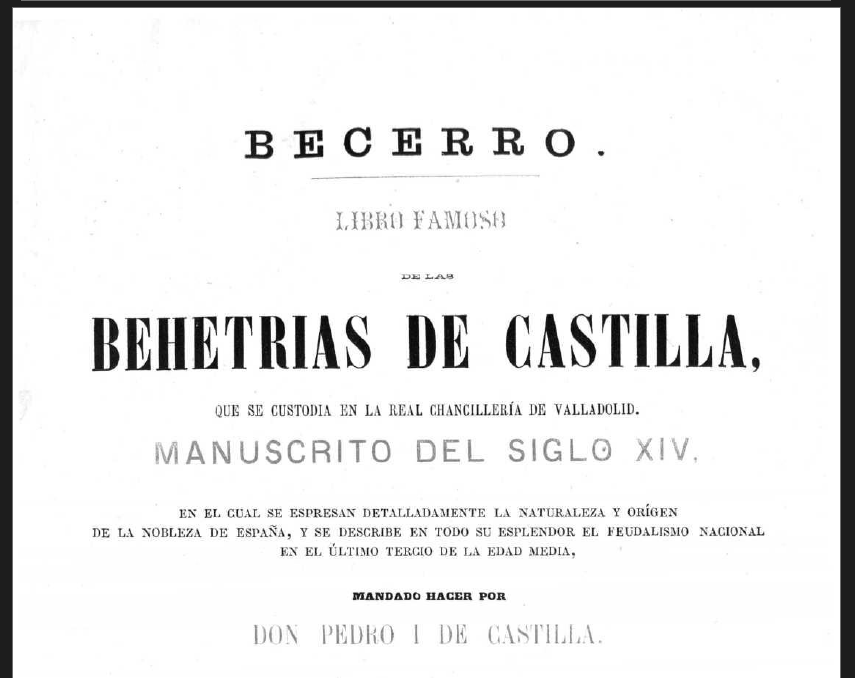 BECERRO.
LIBRO FAMOSO
DE LAS
BEHETRIAS DE CASTILLA,
QUE SE CUSTODIA EN LA REAL CHANCILLERÍA DE VALLADOLID.
MANUSCRITO DEL SIGLO XIV,
EN EL CUAL SE ESPRESAN DETALLADAMENTE LA NATURALEZA Y ORÍGEN
DE LA NOBLEZA DE ESPAÑA, Y SE DESCRIBE EN TODO SU ESPLENDOR EL FEUDALISMO NACIONAL
EN EL ÚLTIMO TERCIO DE LA EDAD MEDIA,
MANDADO HACER POR
DON PEDRO I DE CASTILLA.